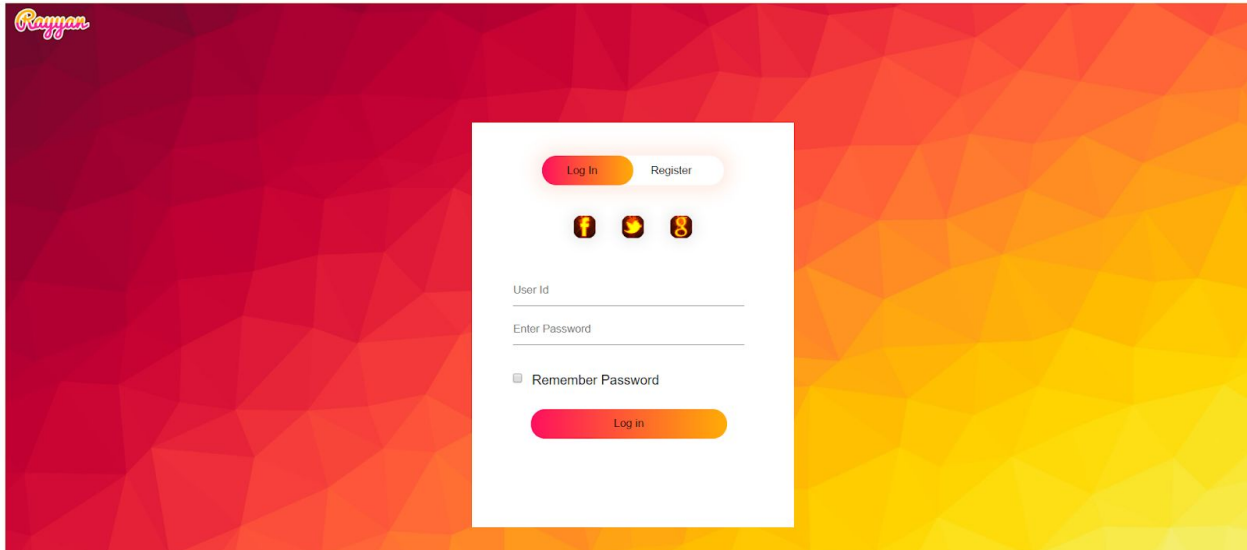 Rayyan
Log In Register
User Id
Enter Password
Remember Password
Log in